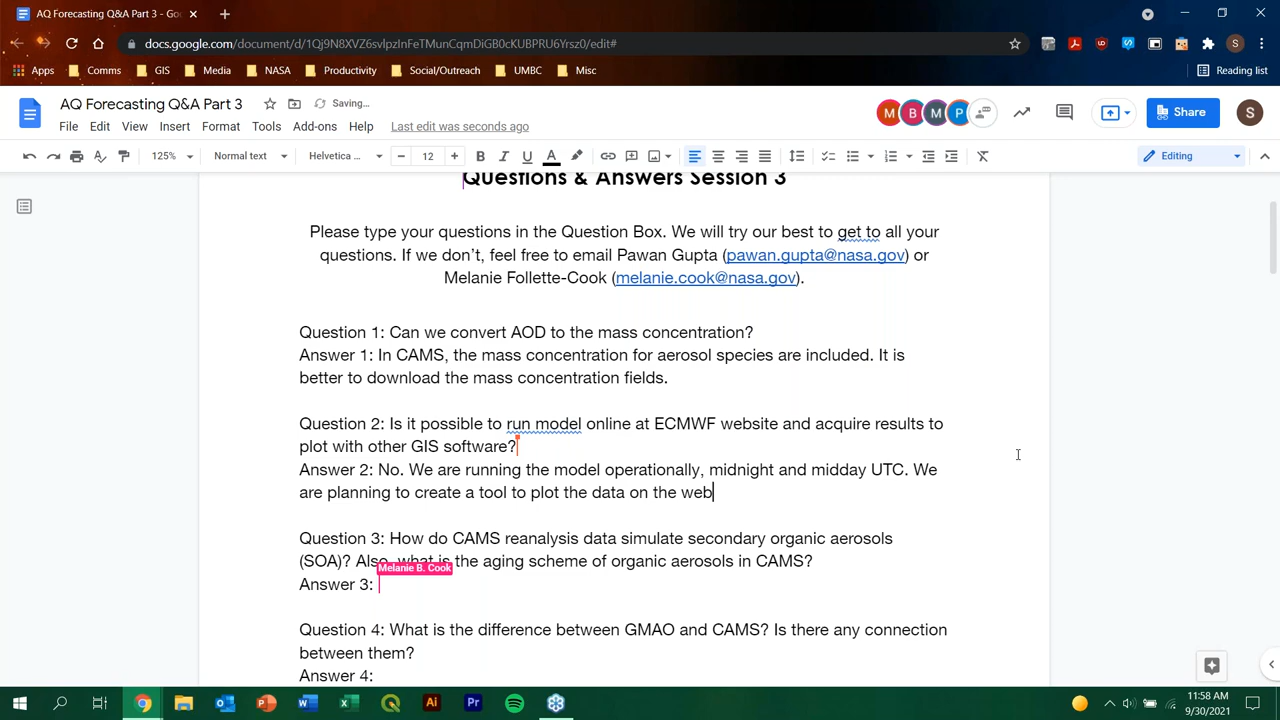 AQ Forecasting Q&A Part 3 - Goo
docs.google.com/document/d/1Qj9N8XVZ6svlpzInFeTMunCqmDiGB0cKUBPRU6Yrsz0/edit#
Apps Comms GIS Media NASA Productivity Social/Outreach UMBC Misc Reading list
AQ Forecasting Q&A Part 3 Saving…
M B M P Share S
File Edit View Insert Format Tools Add-ons Help Last edit was seconds ago
125% Normal text Helvetica ... 12 B I U A Editing
Questions & Answers Session 3
Please type your questions in the Question Box. We will try our best to get to all your
questions. If we don't, feel free to email Pawan Gupta (pawan.gupta@nasa.gov) or
Melanie Follette-Cook (melanie.cook@nasa.gov).
Question 1: Can we convert AOD to the mass concentration?
Answer 1: In CAMS, the mass concentration for aerosol species are included. It is
better to download the mass concentration fields.
Question 2: Is it possible to run model online at ECMWF website and acquire results to
plot with other GIS software?
Answer 2: No. We are running the model operationally, midnight and midday UTC. We
are planning to create a tool to plot the data on the web
Question 3: How do CAMS reanalysis data simulate secondary organic aerosols
(SOA)? Also, what is the aging scheme of organic aerosols in CAMS?
Melanie B. Cook
Answer 3:
Question 4: What is the difference between GMAO and CAMS? Is there any connection
between them?
Answer 4:
11:58 AM
9/30/2021